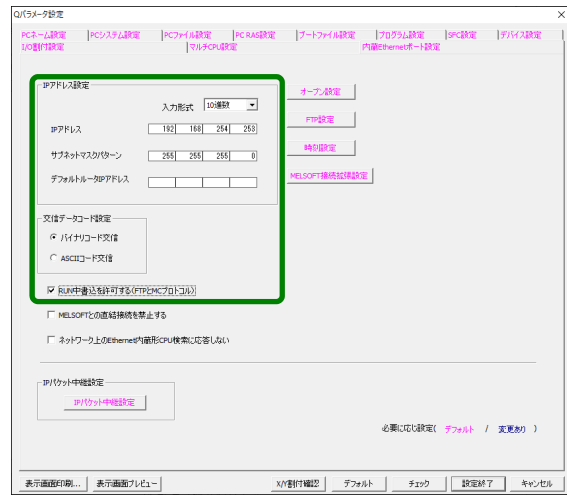 Qパラメータ設定
PCネーム設定 PCシステム設定 PCファイル設定 PC RAS設定 ブートファイル設定 プログラム設定 SFC設定 デバイス設定
I/O割付設定 マルチCPU設定 内蔵Ethernetポート設定
IPアドレス設定
入力形式 10進数
IPアドレス 192 168 254 253
サブネットマスクパターン 255 255 255 0
デフォルトルータIPアドレス
オープン設定
FTP設定
時刻設定
MELSOFT接続拡張設定
交信データコード設定
バイナリコード交信
ASCIIコード交信
RUN中書込を許可する(FTPとMCプロトコル)
MELSOFTとの直結接続を禁止する
ネットワーク上のEthernet内蔵形CPU検索に応答しない
IPパケット中継設定
IPパケット中継設定
必要に応じ設定( デフォルト / 変更あり )
表示画面印刷... 表示画面プレビュー X/Y割付確認 デフォルト チェック 設定終了 キャンセル